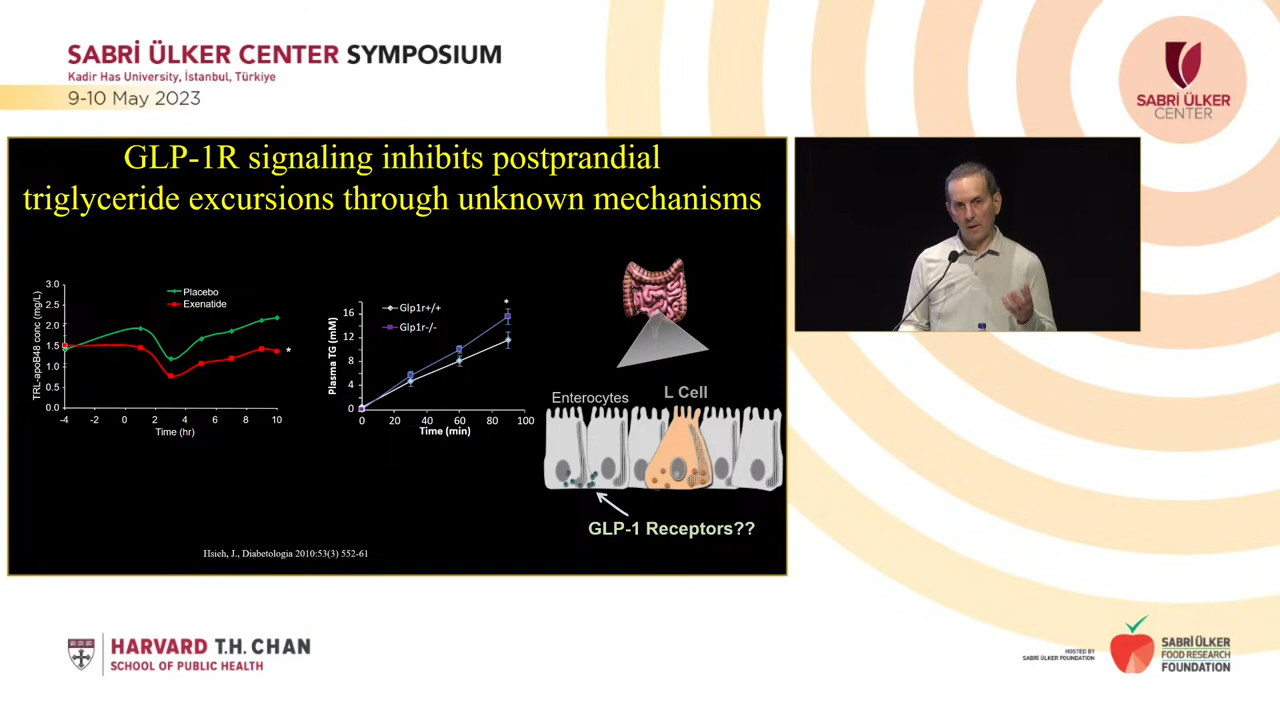 SABRİ ÜLKER CENTER SYMPOSIUM
Kadir Has University, İstanbul, Türkiye
9-10 May 2023
SABRİ ÜLKER
CENTER
GLP-1R signaling inhibits postprandial
triglyceride excursions through unknown mechanisms
TRL-apoB48 conc (mg/L)
3.0
2.5
2.0
1.5
1.0
0.5
0.0
-4 -2 0 2 4 6 8 10
Time (hr)
Placebo
Exenatide
*
Plasma TG (mM)
16
12
8
4
0
0 20 40 60 80 100
Time (min)
Glp1r+/+
Glp1r-/-
*
Enterocytes
L Cell
GLP-1 Receptors??
Hsieh, J., Diabetologia 2010:53(3) 552-61
HARVARD T.H. CHAN
SCHOOL OF PUBLIC HEALTH
HOSTED BY
SABRİ ÜLKER FOUNDATION
SABRİ ÜLKER
FOOD RESEARCH
FOUNDATION